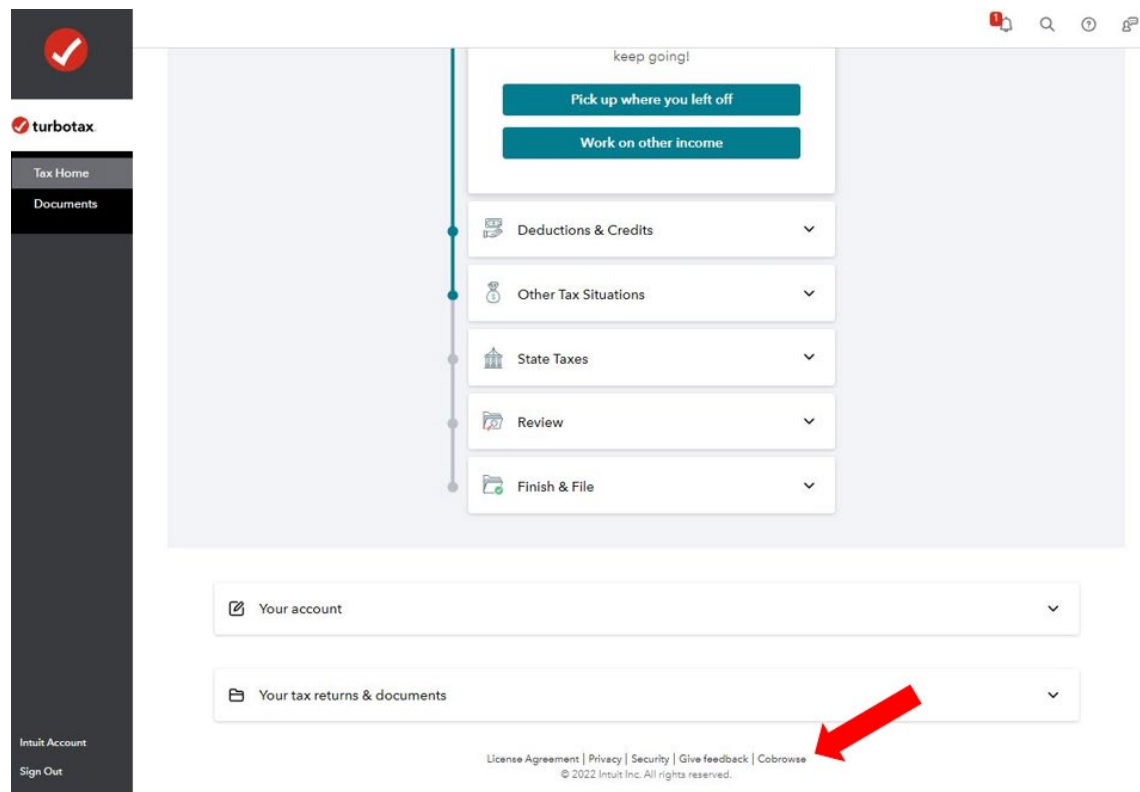 1
turbotax
Tax Home
Documents
Intuit Account
Sign Out
keep going!
Pick up where you left off
Work on other income
Deductions & Credits
Other Tax Situations
State Taxes
Review
Finish & File
Your account
Your tax returns & documents
License Agreement | Privacy | Security | Give feedback | Cobrowse
© 2022 Intuit Inc. All rights reserved.